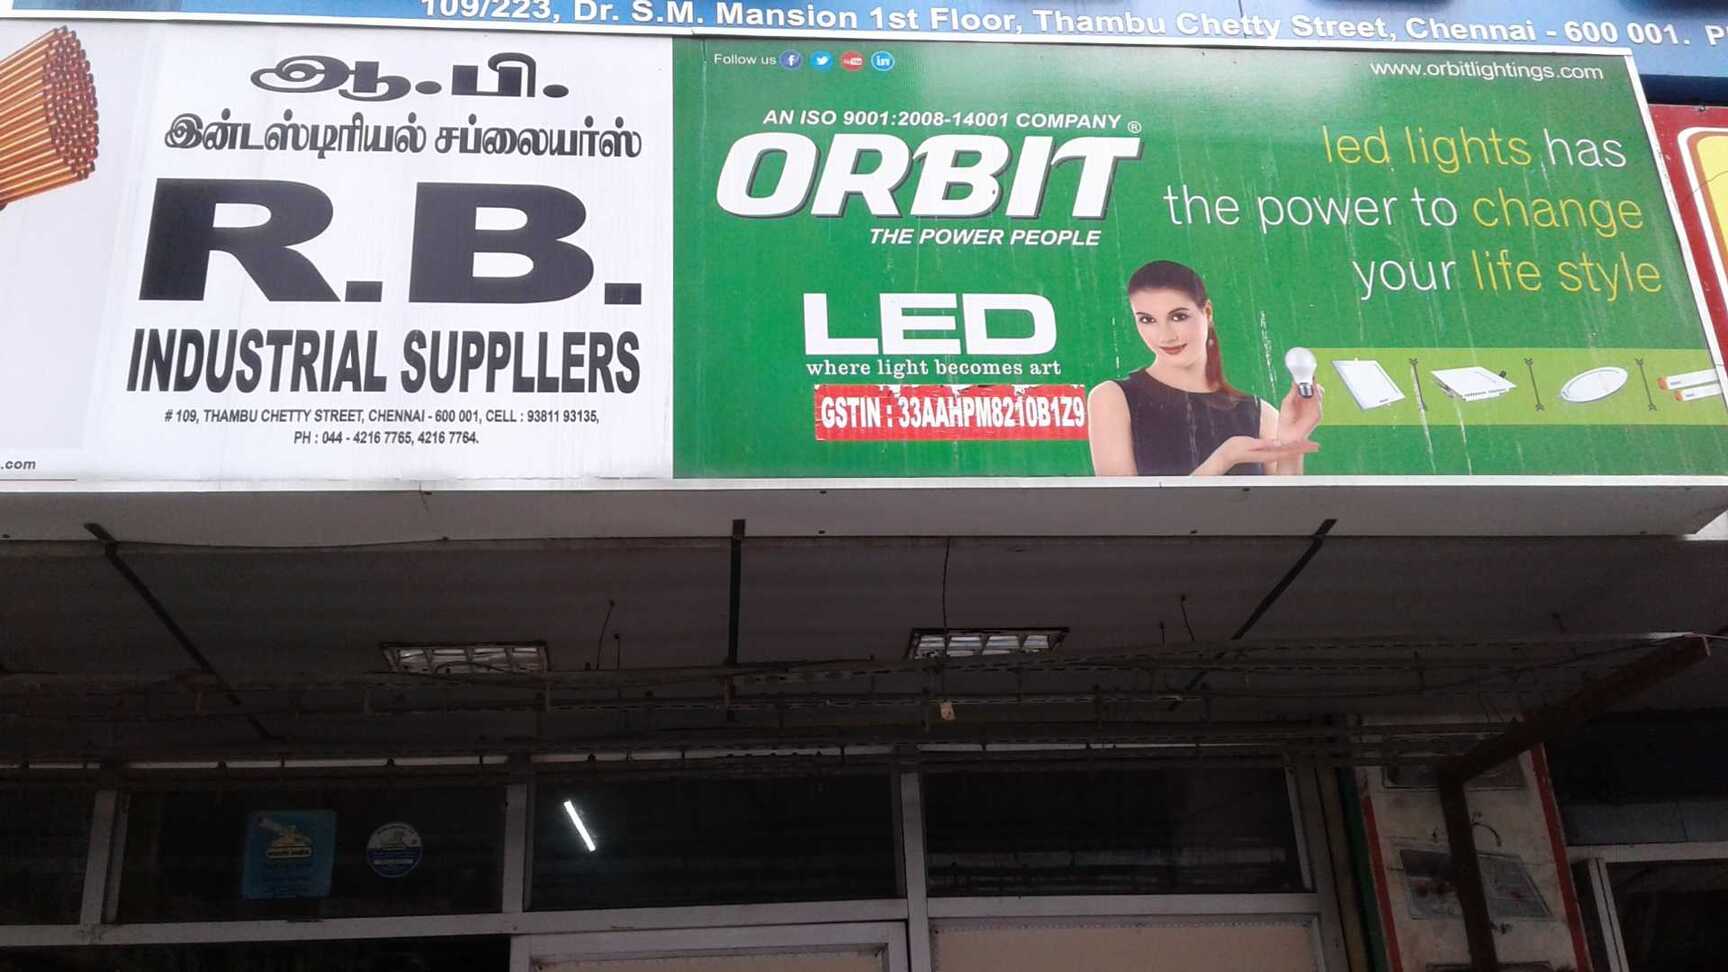 109/223, Dr. S.M. Mansion 1st Floor, Thambu Chetty Street, Chennai - 600 001.
ஆ.பி.
இன்டஸ்டிரியல் சப்லையர்ஸ்
R.B.
INDUSTRIAL SUPPLLERS
# 109, THAMBU CHETTY STREET, CHENNAI - 600 001, CELL : 93811 93135,
PH : 044 - 4216 7765, 4216 7764.
.com
Follow us
www.orbitlightings.com
AN ISO 9001:2008-14001 COMPANY
ORBIT ®
THE POWER PEOPLE
led lights has
the power to change
your life style
LED
where light becomes art
GSTIN : 33AAHPM8210B1Z9